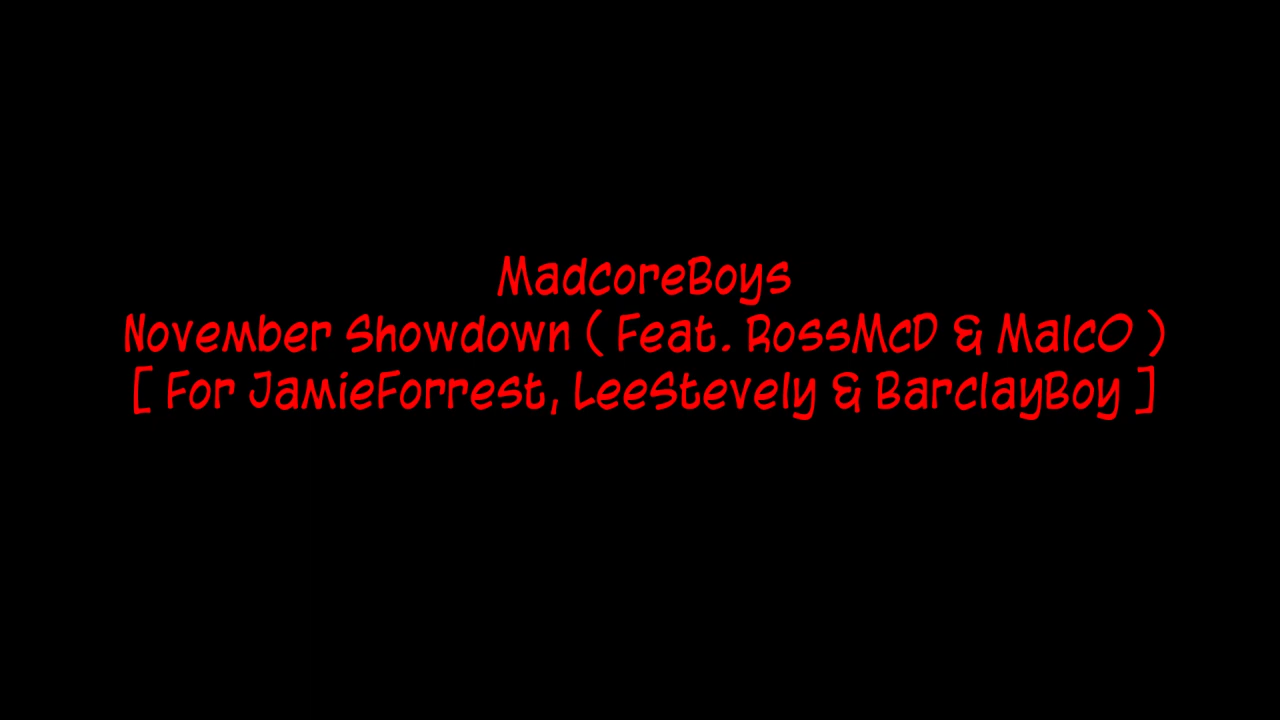 MadcoreBoys
November Showdown ( Feat. RossMcD & MalcO )
[ For JamieForrest, LeeStevely & BarclayBoy ]